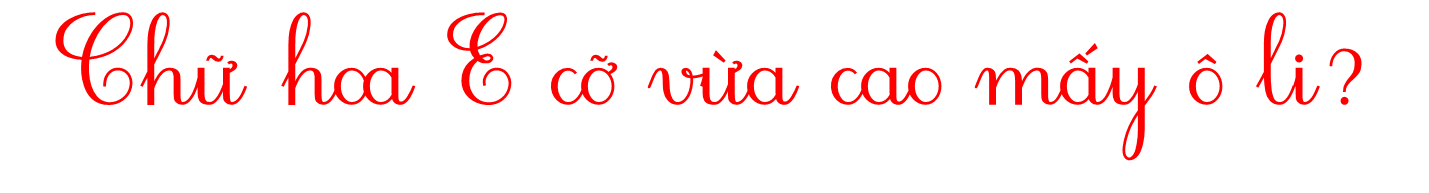 Chữ hoa E cỡ vừa cao mấy ô li?